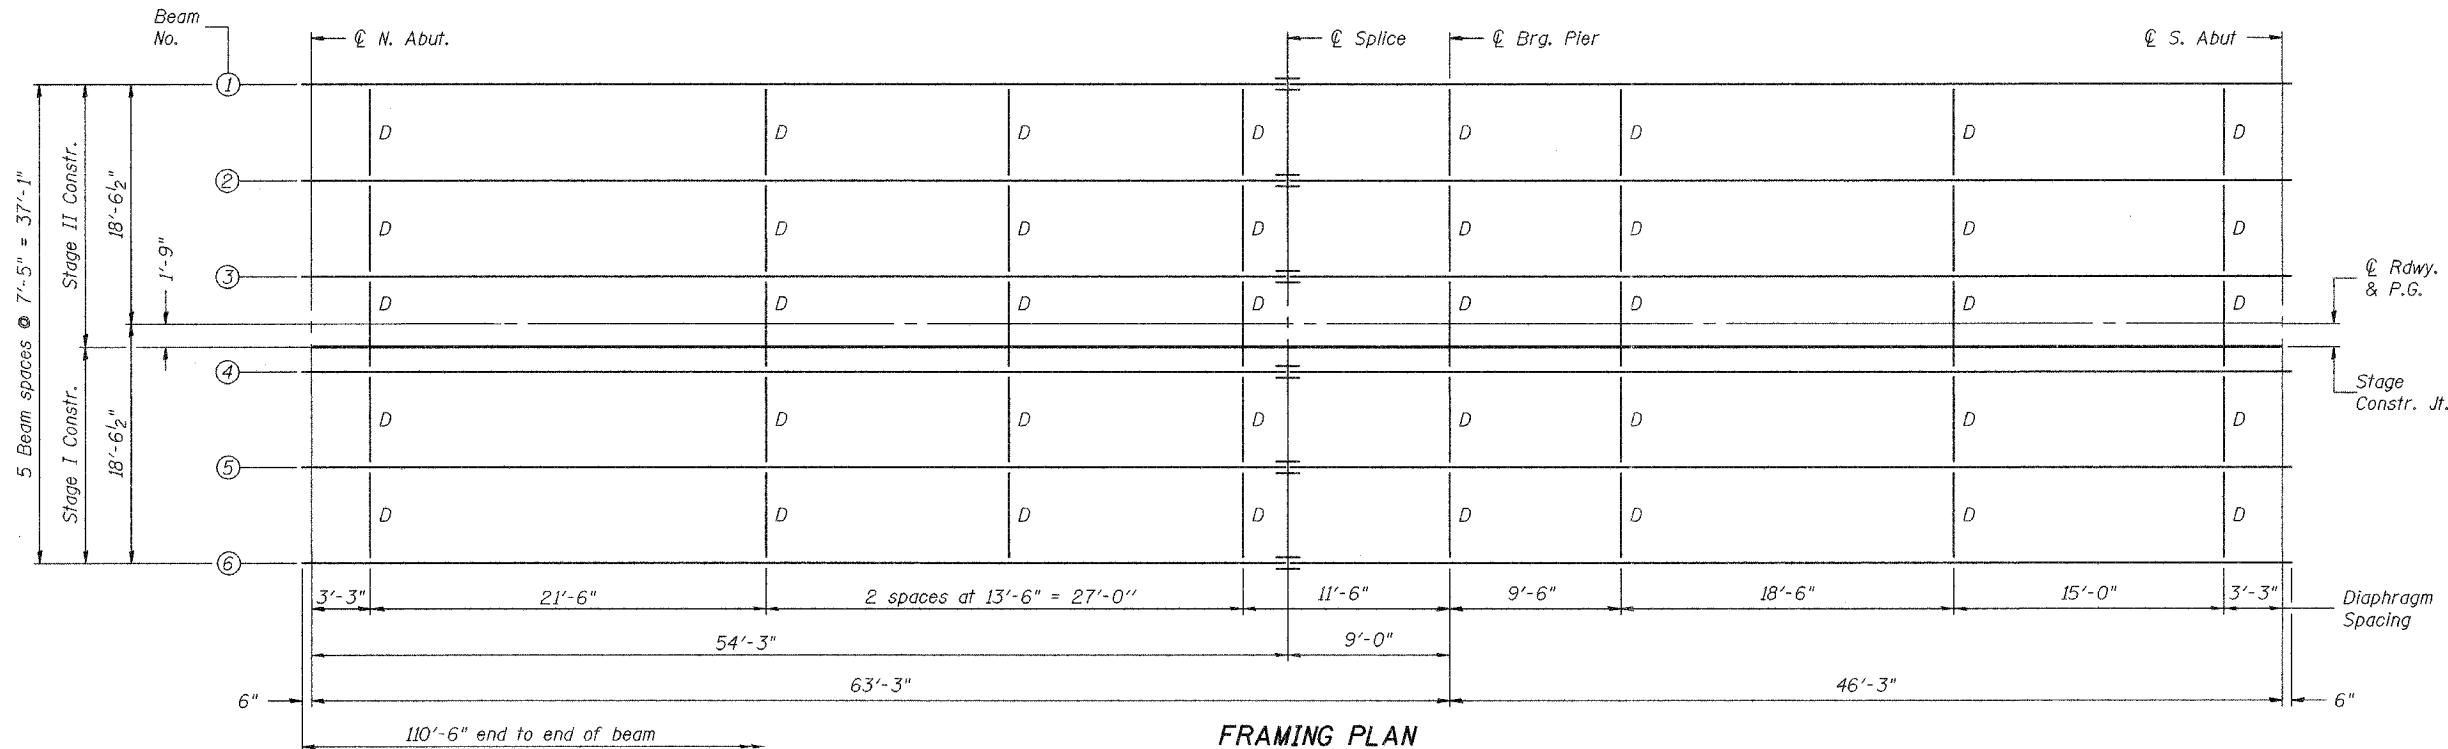 Beam
No.
℄ N. Abut.
℄ Splice
℄ Brg. Pier
℄ S. Abut
1
D D D D D D D D
2
D D D D D D D D
3
D D D D D D D D
4
D D D D D D D D
5
D D D D D D D D
6
5 Beam spaces @ 7'-5" = 37'-1"
Stage II Constr.
Stage I Constr.
18'-6½"
18'-6½"
1'-9"
℄ Rdwy.
& P.G.
Stage
Constr. Jt.
3'-3" 21'-6" 2 spaces at 13'-6" = 27'-0" 11'-6" 9'-6" 18'-6" 15'-0" 3'-3"
Diaphragm
Spacing
54'-3" 9'-0"
6" 63'-3" 46'-3" 6"
110'-6" end to end of beam
FRAMING PLAN